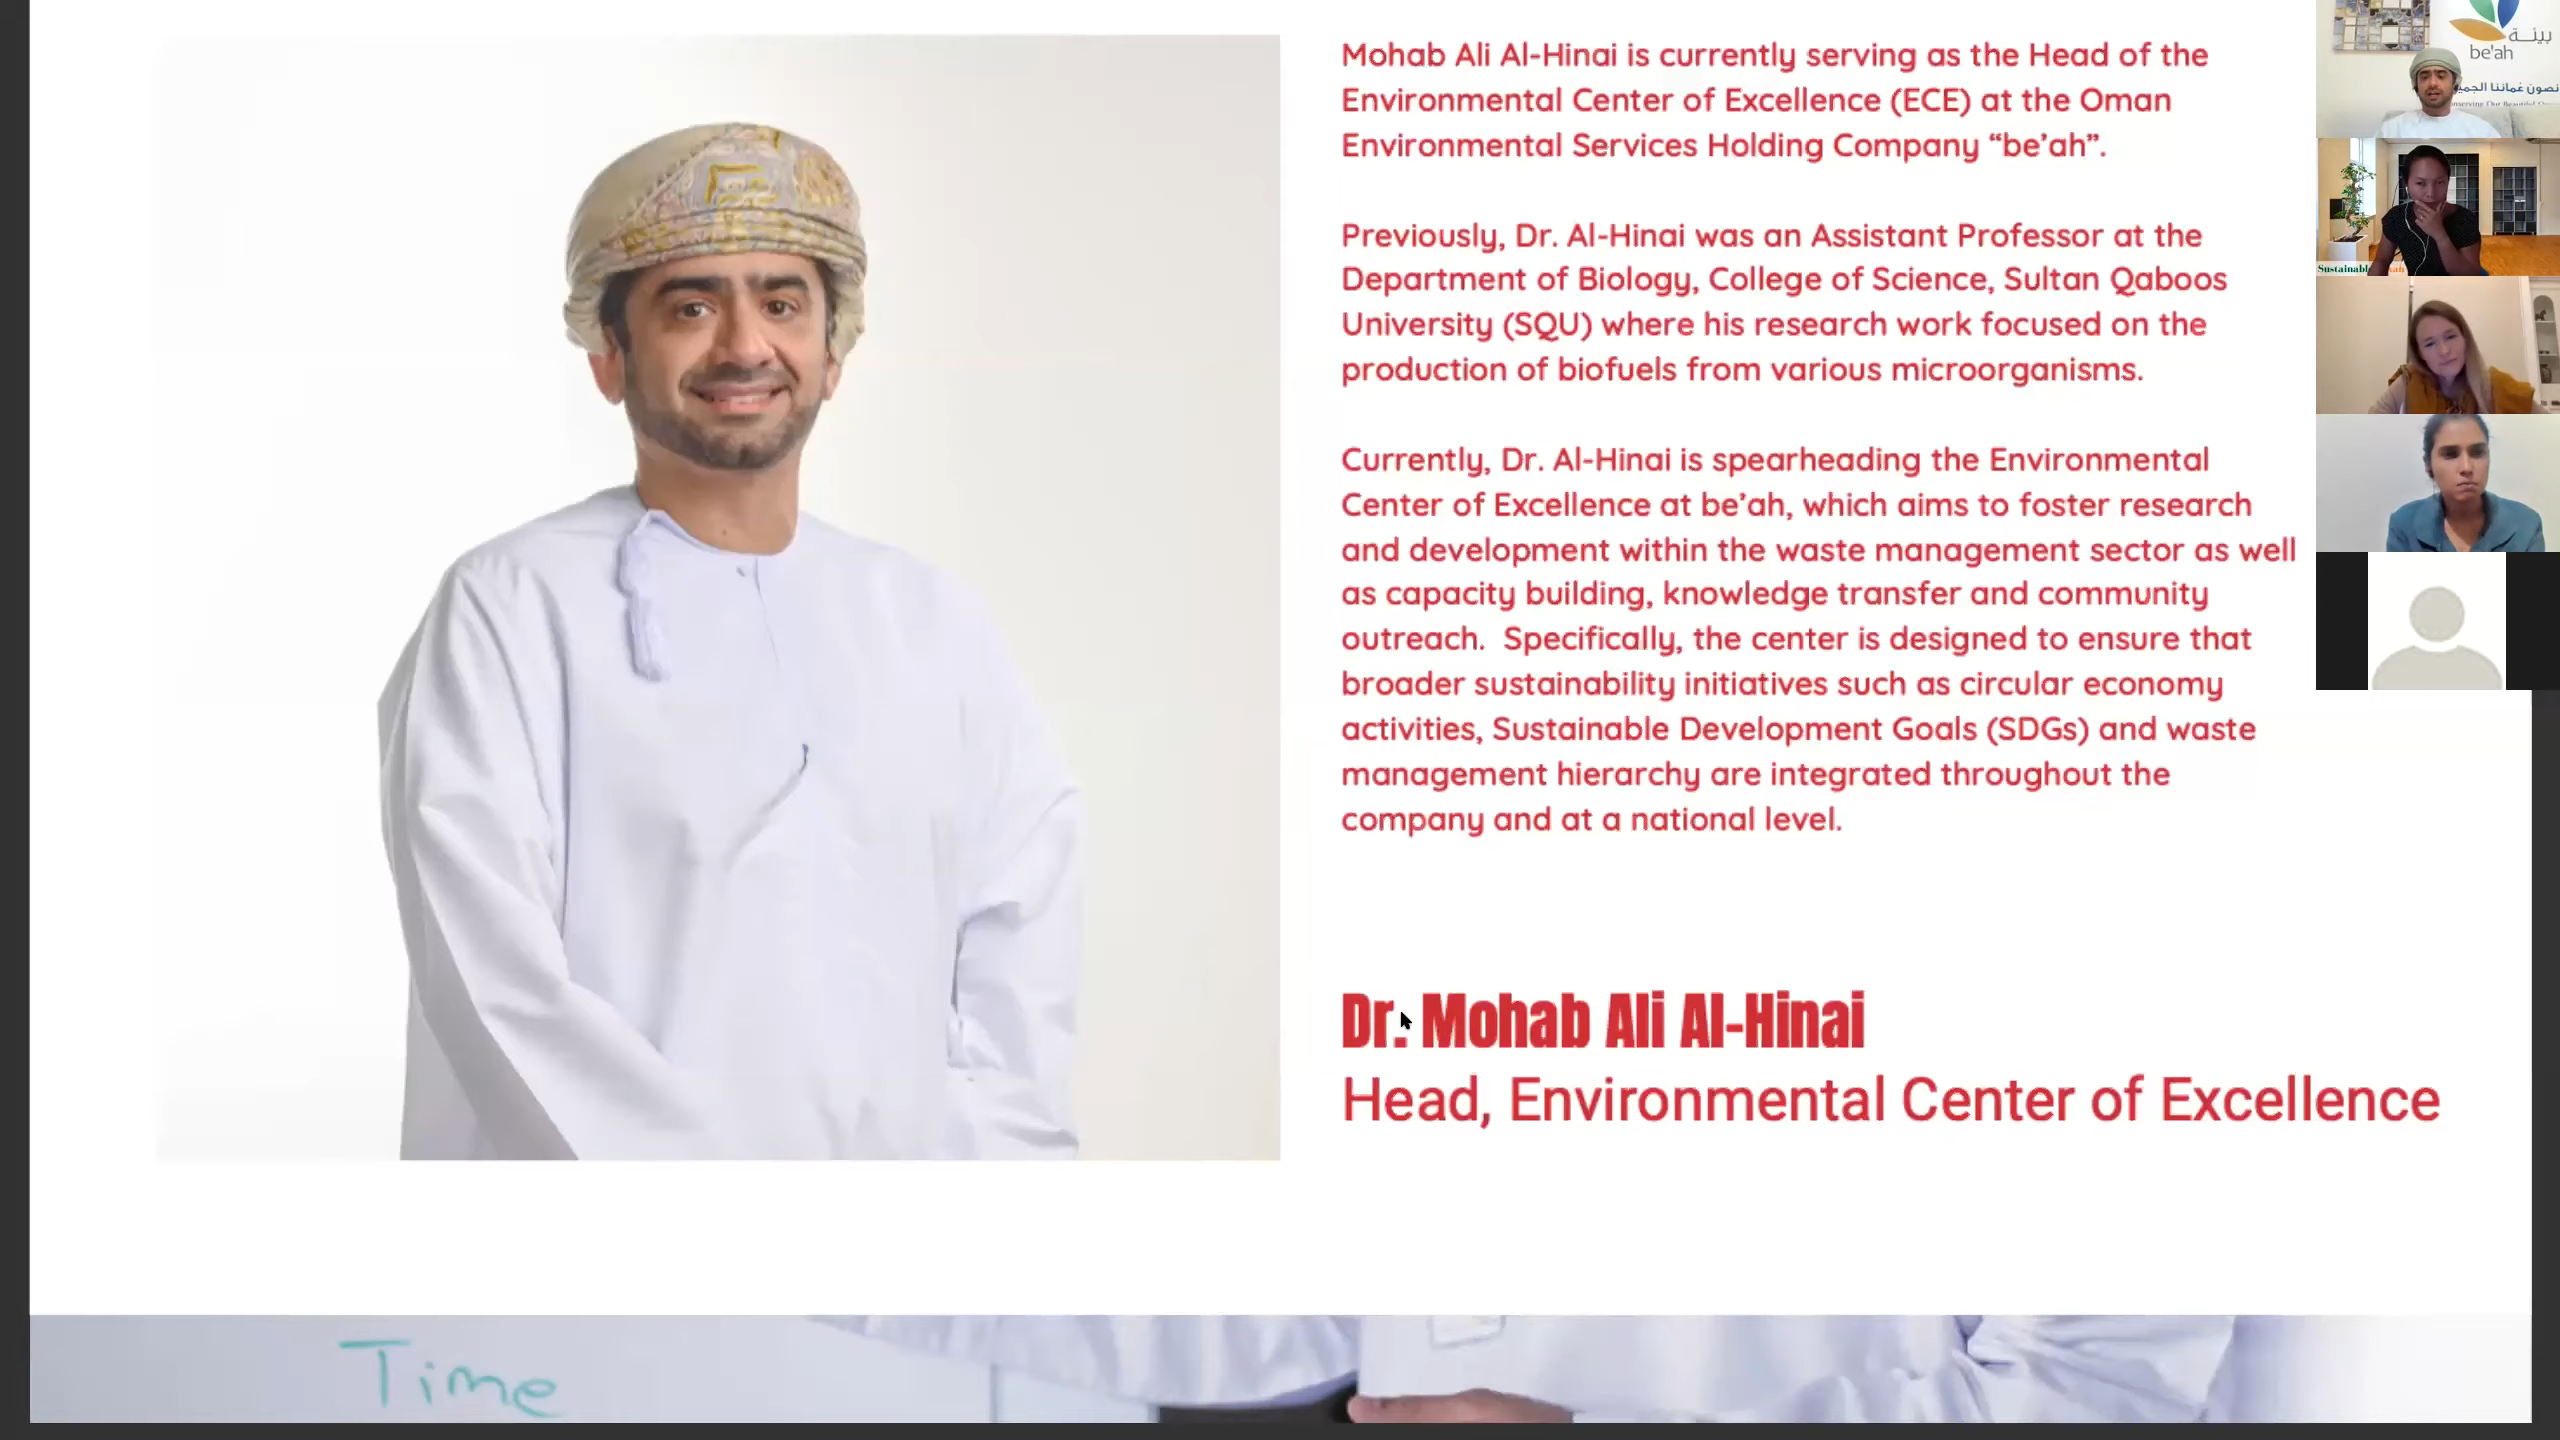 Mohab Ali Al-Hinai is currently serving as the Head of the
Environmental Center of Excellence (ECE) at the Oman
Environmental Services Holding Company “be’ah”.
Previously, Dr. Al-Hinai was an Assistant Professor at the
Department of Biology, College of Science, Sultan Qaboos
University (SQU) where his research work focused on the
production of biofuels from various microorganisms.
Currently, Dr. Al-Hinai is spearheading the Environmental
Center of Excellence at be’ah, which aims to foster research
and development within the waste management sector as well
as capacity building, knowledge transfer and community
outreach.  Specifically, the center is designed to ensure that
broader sustainability initiatives such as circular economy
activities, Sustainable Development Goals (SDGs) and waste
management hierarchy are integrated throughout the
company and at a national level.
Dr. Mohab Ali Al-Hinai
Head, Environmental Center of Excellence
Time
بيئة
be'ah
نصون عُماننا
Our